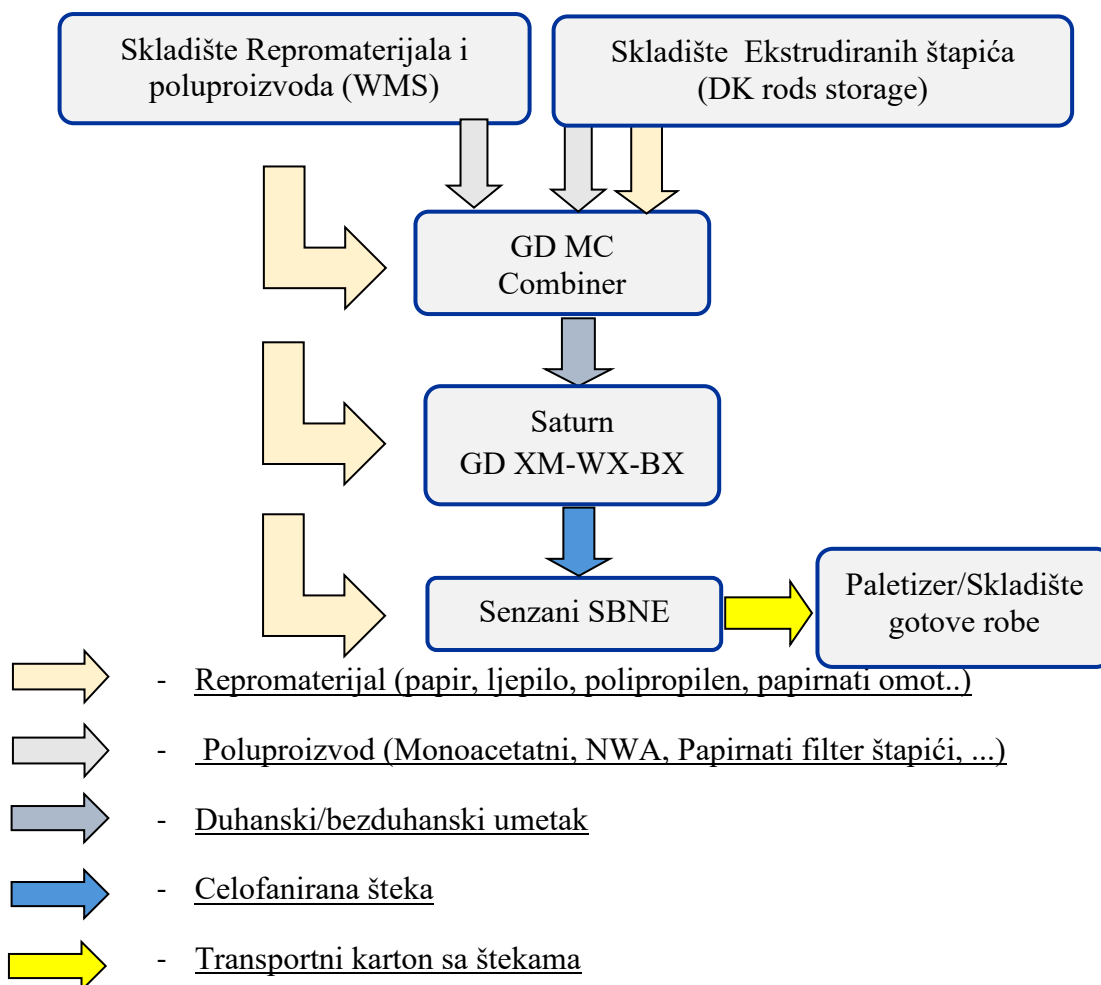 Skladište Repromaterijala i
poluproizvoda (WMS)
Skladište Ekstrudiranih štapića
(DK rods storage)
GD MC
Combiner
Saturn
GD XM-WX-BX
Senzani SBNE
Paletizer/Skladište
gotove robe
- Repromaterijal (papir, ljepilo, polipropilen, papirnati omot..)
- Poluproizvod (Monoacetatni, NWA, Papirnati filter štapići, ...)
- Duhanski/bezduhanski umetak
- Celofanirana šteka
- Transportni karton sa štekama